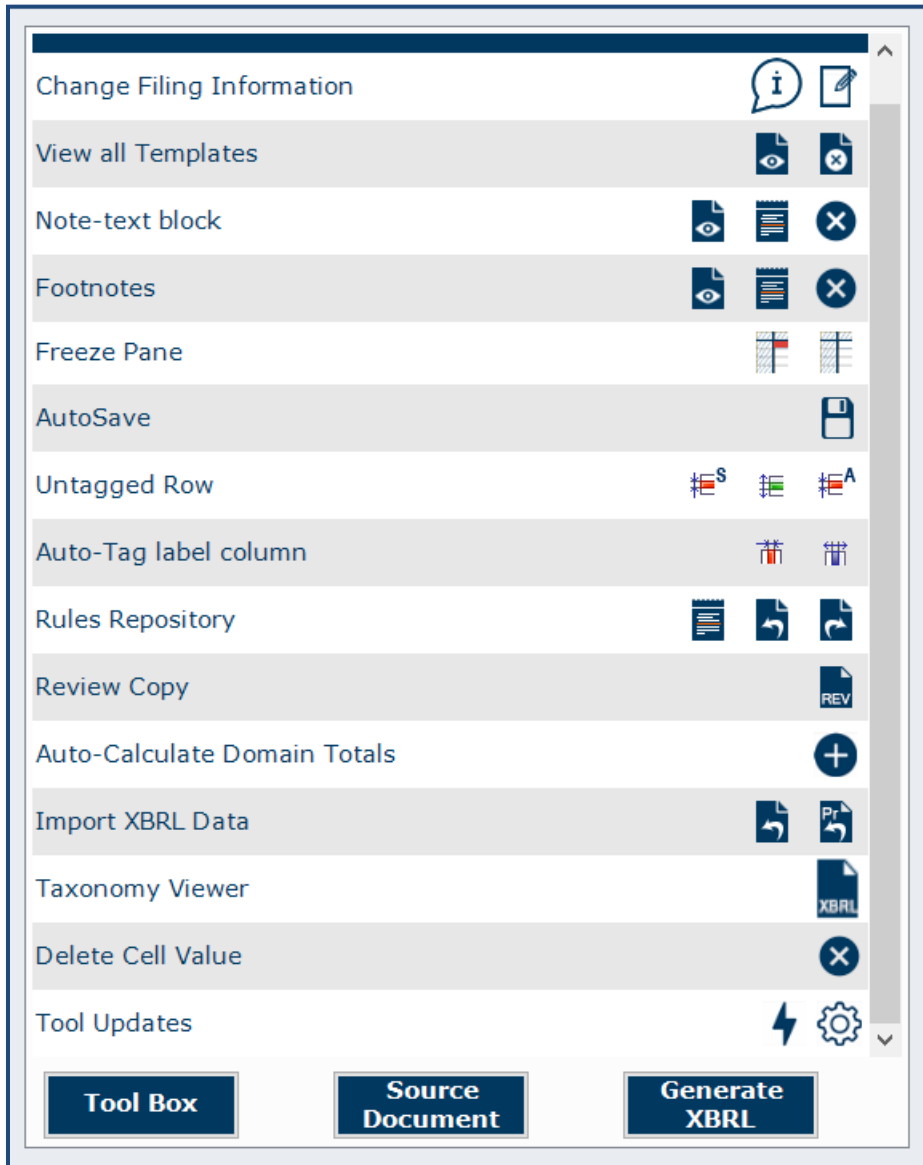 Change Filing Information i
View all Templates
Note-text block
Footnotes
Freeze Pane
AutoSave
Untagged Row S A
Auto-Tag label column
Rules Repository
Review Copy REV
Auto-Calculate Domain Totals
Import XBRL Data Pr
Taxonomy Viewer XBRL
Delete Cell Value
Tool Updates
Tool Box
Source
Document
Generate
XBRL